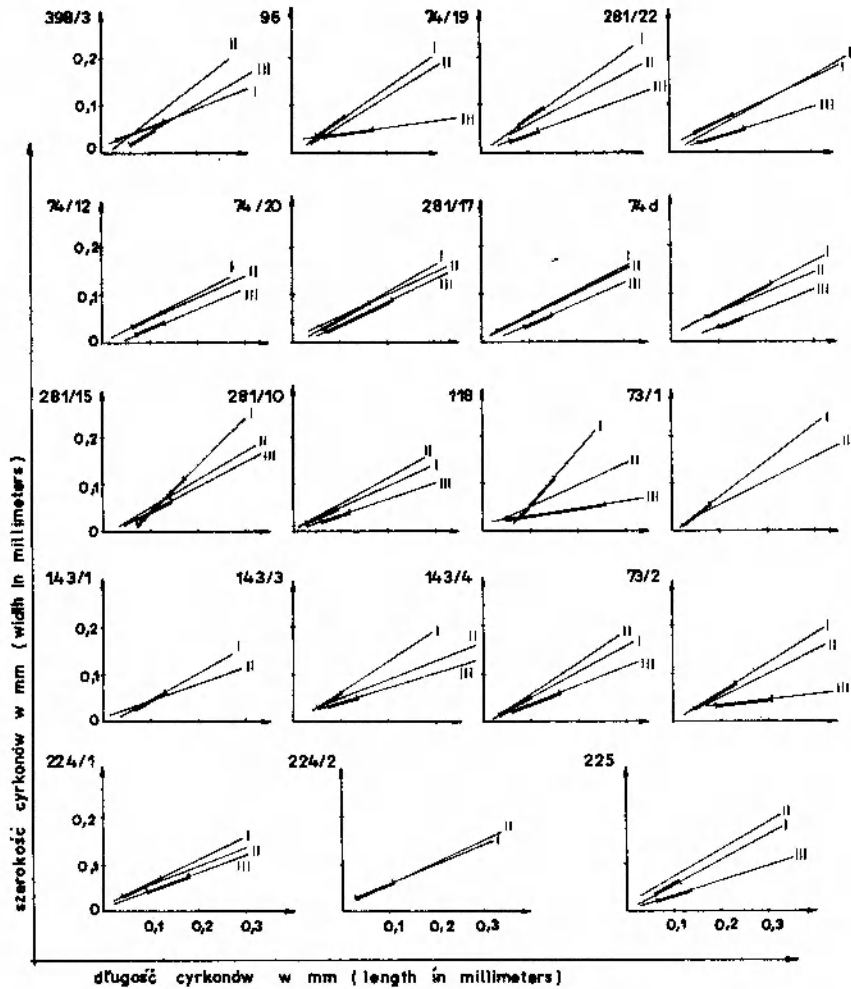 398/3 96 74/19 281/22
0,2
0,1
0
I II III
I II III
I II III
I I III
74/12 74/20 281/17 74d
0,2
0,1
0
I II III
I II III
I II III
I II III
281/15 281/10 118 73/1
0,2
0,1
0
I II III
II I III
I II III
I II
143/1 143/3 143/4 73/2
0,2
0,1
0
I II
I II III
II I III
I II III
224/1 224/2 225
0,2
0,1
0
I II III
II I
II I III
0,1 0,2 0,3 0,1 0,2 0,3 0,1 0,2 0,3
szerokość cyrkonów w mm (width in millimeters)
długość cyrkonów w mm (length in millimeters)